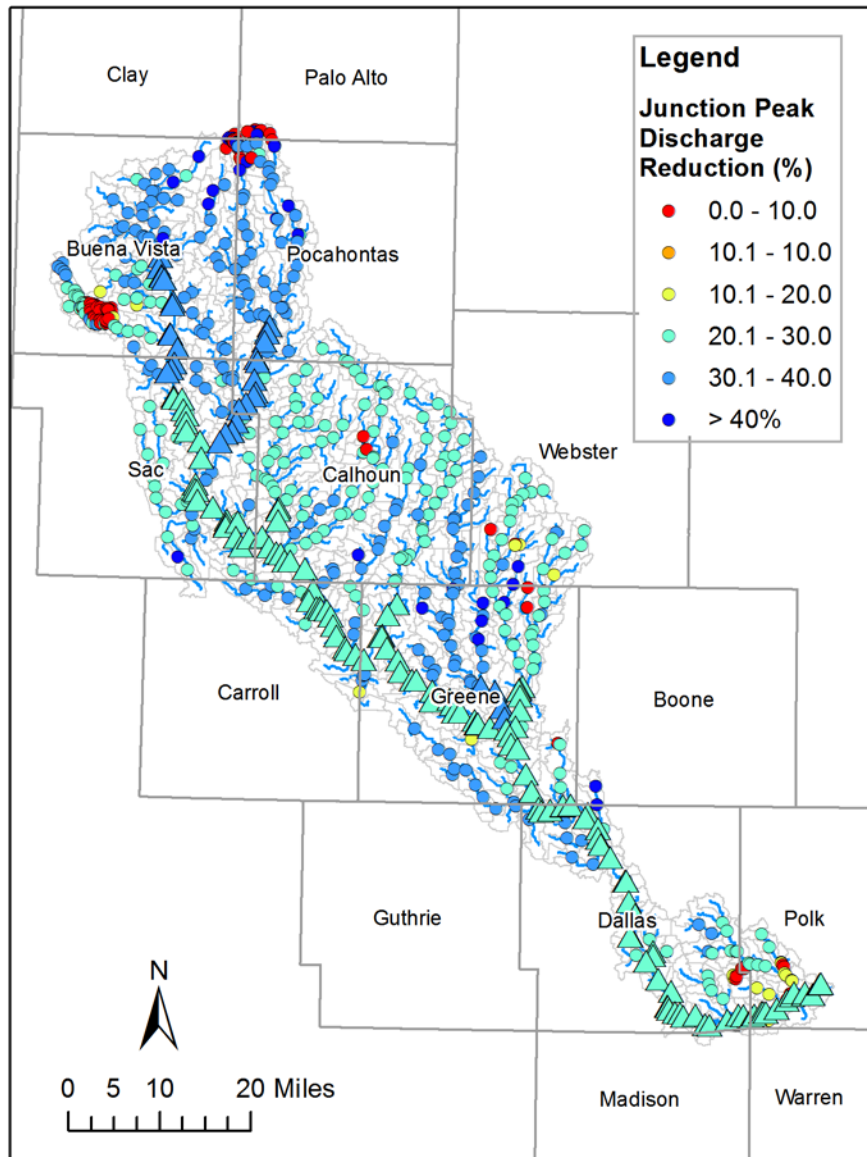 Clay
Palo Alto
Legend
Junction Peak
Discharge
Reduction (%)
0.0 - 10.0
10.1 - 10.0
10.1 - 20.0
20.1 - 30.0
30.1 - 40.0
> 40%
Buena Vista
Pocahontas
Sac
Calhoun
Webster
Carroll
Greene
Boone
Guthrie
Dallas
Polk
N
0 5 10 20 Miles
Madison
Warren